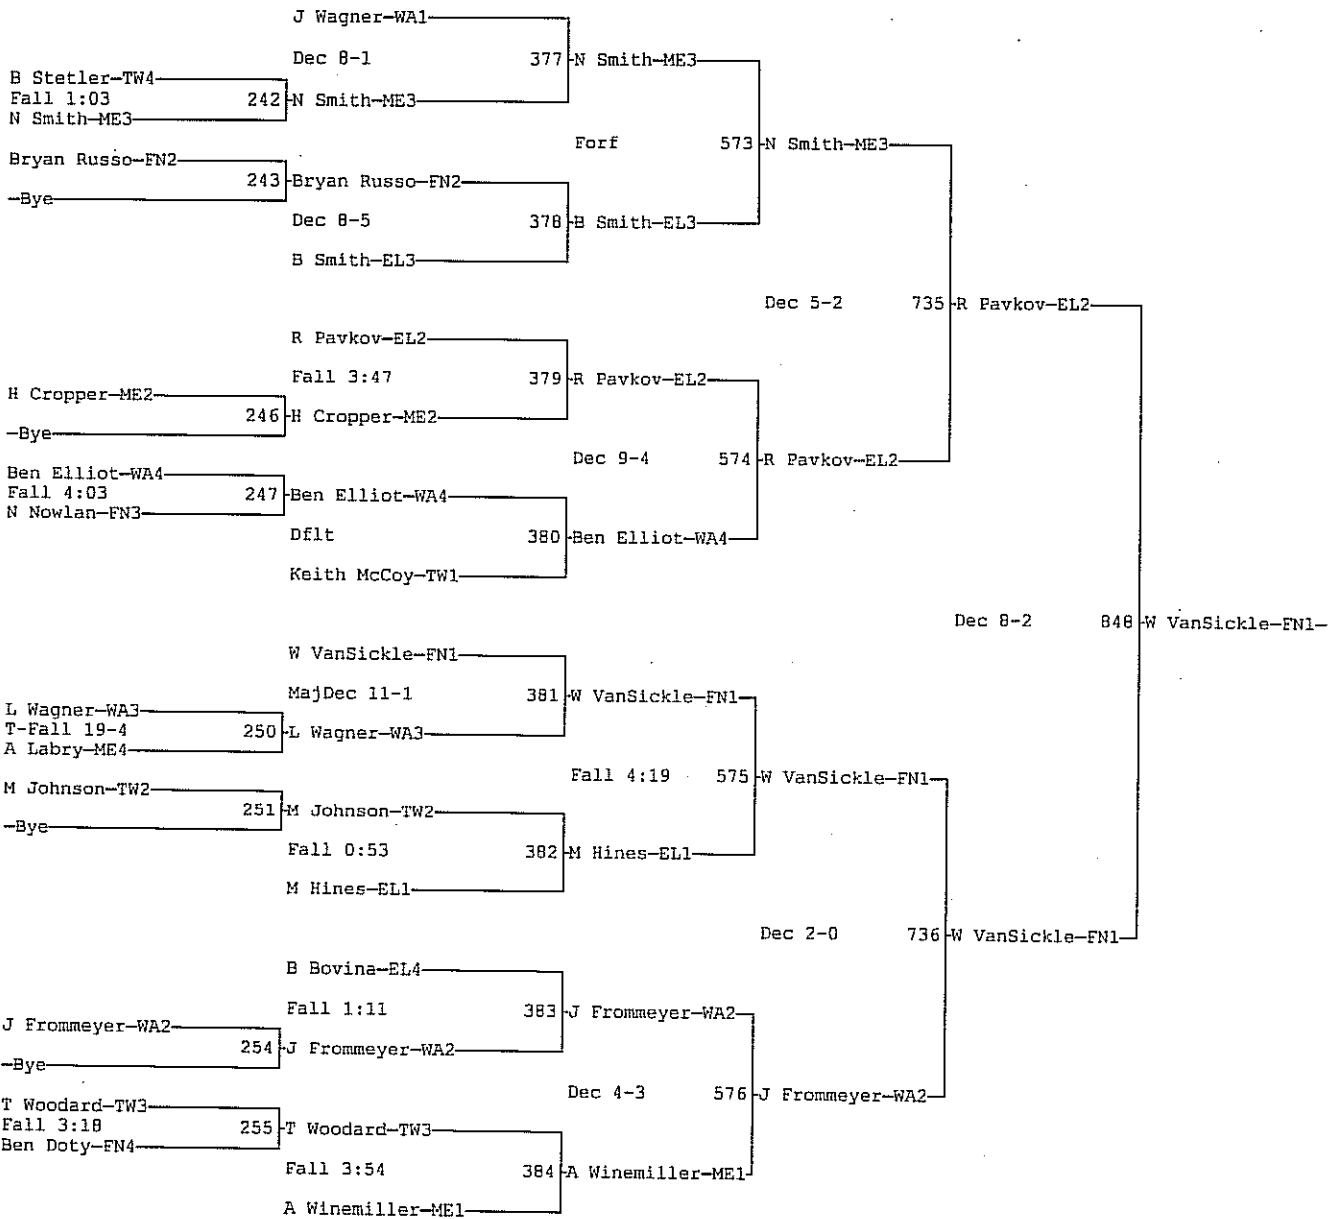 J Wagner-WA1
Dec 8-1
377 N Smith-ME3
B Stetler-TW4
Fall 1:03
242 N Smith-ME3
N Smith-ME3
Forf
573 N Smith-ME3
Bryan Russo-FN2
243 Bryan Russo-FN2
-Bye
Dec 8-5
378 B Smith-EL3
B Smith-EL3
Dec 5-2
735 R Pavkov-EL2
R Pavkov-EL2
Fall 3:47
379 R Pavkov-EL2
H Cropper-ME2
246 H Cropper-ME2
-Bye
Dec 9-4
574 R Pavkov-EL2
Ben Elliot-WA4
Fall 4:03
247 Ben Elliot-WA4
N Nowlan-FN3
Dflt
380 Ben Elliot-WA4
Keith McCoy-TW1
Dec 8-2
848 W VanSickle-FN1-
W VanSickle-FN1
MajDec 11-1
381 W VanSickle-FN1
L Wagner-WA3
T-Fall 19-4
250 L Wagner-WA3
A Labry-ME4
Fall 4:19
575 W VanSickle-FN1
M Johnson-TW2
251 M Johnson-TW2
-Bye
Fall 0:53
382 M Hines-EL1
M Hines-EL1
Dec 2-0
736 W VanSickle-FN1
B Bovina-EL4
Fall 1:11
383 J Frommeyer-WA2
J Frommeyer-WA2
254 J Frommeyer-WA2
-Bye
Dec 4-3
576 J Frommeyer-WA2
T Woodard-TW3
Fall 3:18
255 T Woodard-TW3
Ben Doty-FN4
Fall 3:54
384 A Winemiller-ME1
A Winemiller-ME1